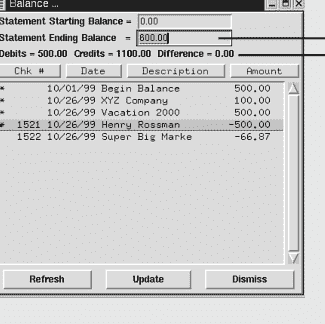 Balance ...
Statement Starting Balance = 0.00
Statement Ending Balance = 600.00
Debits = 500.00 Credits = 1100.00 Difference = 0.00
Chk # Date Description Amount
* 10/01/99 Begin Balance 500.00
* 10/26/99 XYZ Company 100.00
* 10/26/99 Vacation 2000 500.00
* 1521 10/26/99 Henry Rossman -500.00
1522 10/26/99 Super Big Marke -66.87
Refresh Update Dismiss